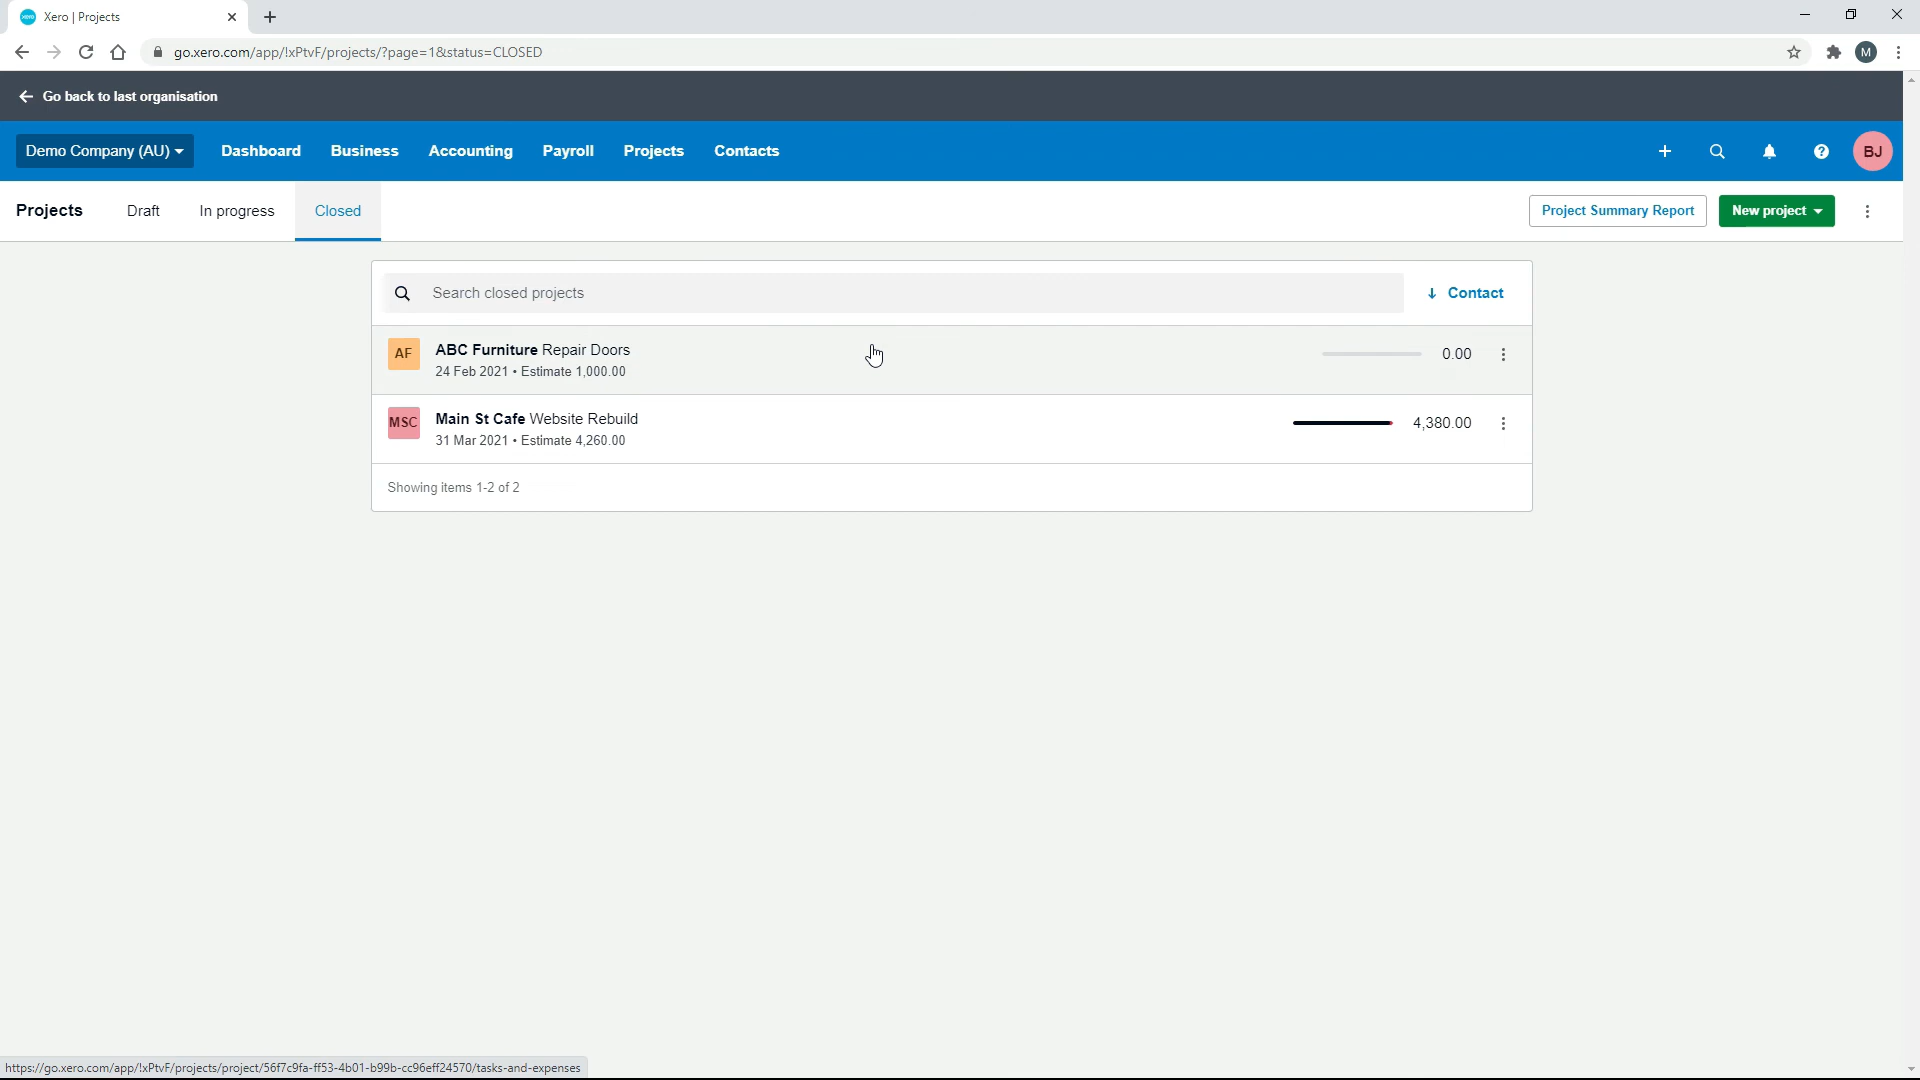 Xero | Projects
go.xero.com/app/!xPtvF/projects/?page=1&status=CLOSED
M
Go back to last organisation
Demo Company (AU) Dashboard Business Accounting Payroll Projects Contacts
BJ
Projects Draft In progress Closed Project Summary Report New project
Search closed projects Contact
AF ABC Furniture Repair Doors 0.00
24 Feb 2021 • Estimate 1,000.00
MSC Main St Cafe Website Rebuild 4,380.00
31 Mar 2021 • Estimate 4,260.00
Showing items 1-2 of 2
https://go.xero.com/app/!xPtvF/projects/project/56f7c9fa-ff53-4b01-b99b-cc96eff24570/tasks-and-expenses